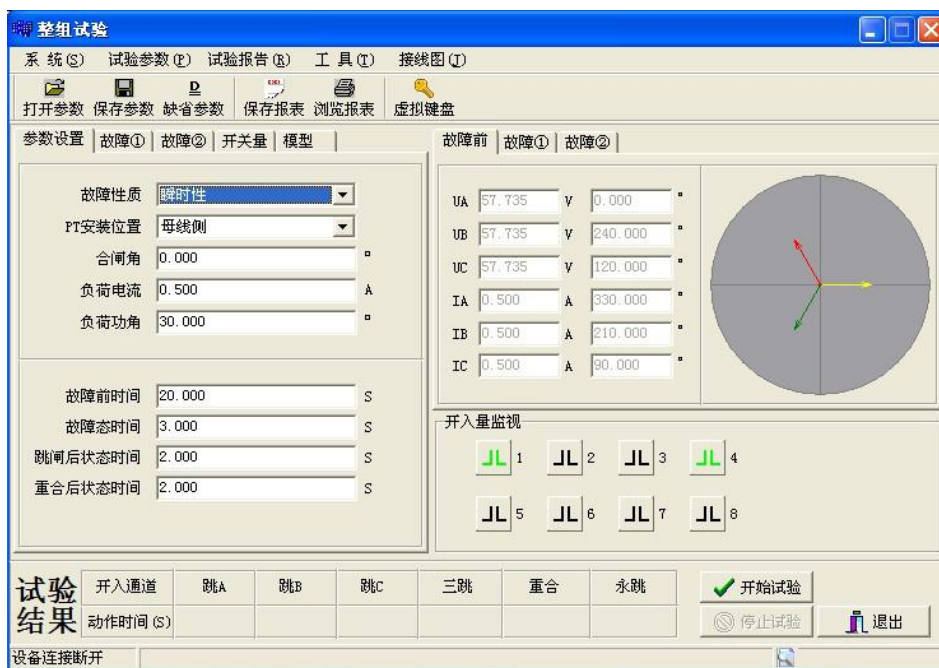 整组试验
系 统(S) 试验参数(P) 试验报告(R) 工 具(T) 接线图(J)
打开参数 保存参数 缺省参数 保存报表 浏览报表 虚拟键盘
参数设置 故障① 故障② 开关量 模型
故障性质 瞬时性
PT安装位置 母线侧
合闸角 0.000 °
负荷电流 0.500 A
负荷功角 30.000 °
故障前时间 20.000 S
故障态时间 3.000 S
跳闸后状态时间 2.000 S
重合后状态时间 2.000 S
故障前 故障① 故障②
UA 57.735 V 0.000 °
UB 57.735 V 240.000 °
UC 57.735 V 120.000 °
IA 0.500 A 330.000 °
IB 0.500 A 210.000 °
IC 0.500 A 90.000 °
开入量监视
1 2 3 4
5 6 7 8
试验
结果
开入通道 跳A 跳B 跳C 三跳 重合 永跳
动作时间(S)
开始试验
停止试验 退出
设备连接断开